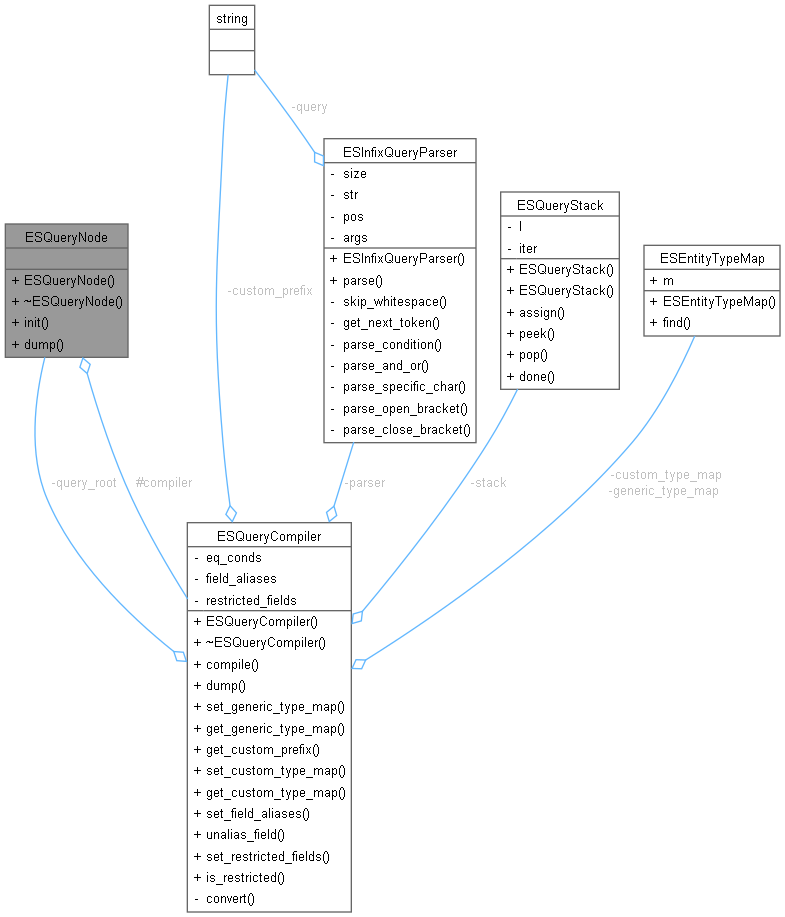 string
-query
ESInfixQueryParser
- size
- str
- pos
- args
+ ESInfixQueryParser()
+ parse()
- skip_whitespace()
- get_next_token()
- parse_condition()
- parse_and_or()
- parse_specific_char()
- parse_open_bracket()
- parse_close_bracket()
ESQueryStack
- l
- iter
+ ESQueryStack()
+ ESQueryStack()
+ assign()
+ peek()
+ pop()
+ done()
ESQueryNode
+ ESQueryNode()
+ ~ESQueryNode()
+ init()
+ dump()
ESEntityTypeMap
+ m
+ ESEntityTypeMap()
+ find()
-custom_prefix
-query_root
#compiler
-parser
-stack
-custom_type_map
-generic_type_map
ESQueryCompiler
- eq_conds
- field_aliases
- restricted_fields
+ ESQueryCompiler()
+ ~ESQueryCompiler()
+ compile()
+ dump()
+ set_generic_type_map()
+ get_generic_type_map()
+ get_custom_prefix()
+ set_custom_type_map()
+ get_custom_type_map()
+ set_field_aliases()
+ unalias_field()
+ set_restricted_fields()
+ is_restricted()
- convert()